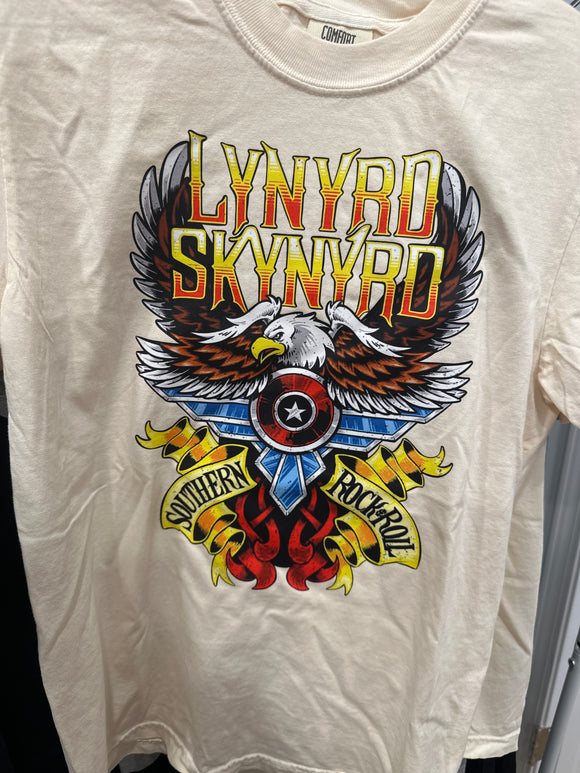 COMFORT
LYNYRD
SKYNYRD
SOUTHERN
ROCK & ROLL